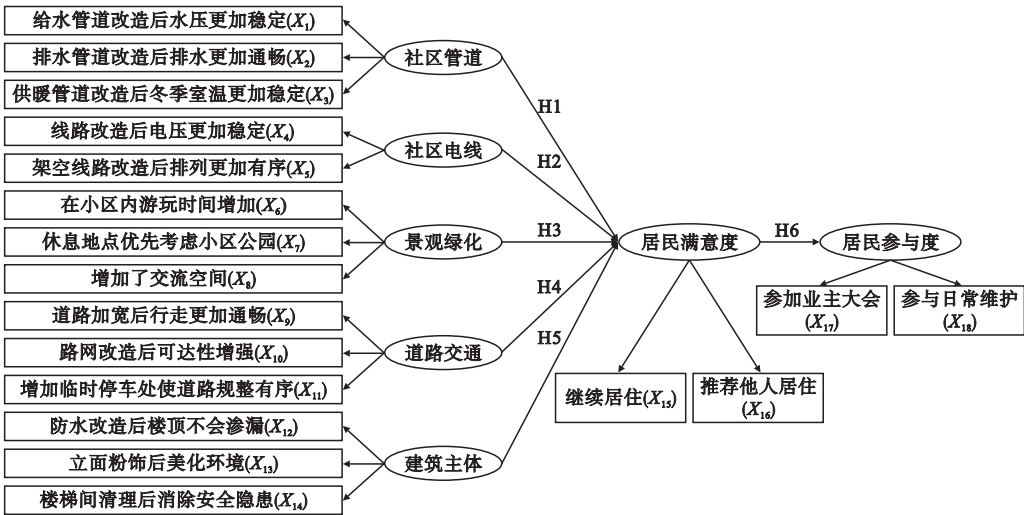 给水管道改造后水压更加稳定(X₁)
排水管道改造后排水更加通畅(X₂)
供暖管道改造后冬季室温更加稳定(X₃)
线路改造后电压更加稳定(X₄)
架空线路改造后排列更加有序(X₅)
在小区内游玩时间增加(X₆)
休息地点优先考虑小区公园(X₇)
增加了交流空间(X₈)
道路加宽后行走更加通畅(X₉)
路网改造后可达性增强(X₁₀)
增加临时停车处使道路规整有序(X₁₁)
防水改造后楼顶不会渗漏(X₁₂)
立面粉饰后美化环境(X₁₃)
楼梯间清理后消除安全隐患(X₁₄)
社区管道
社区电线
景观绿化
道路交通
建筑主体
H1
H2
H3
H4
H5
居民满意度
H6
居民参与度
参加业主大会
(X₁₇)
参与日常维护
(X₁₈)
继续居住(X₁₅)
推荐他人居住
(X₁₆)